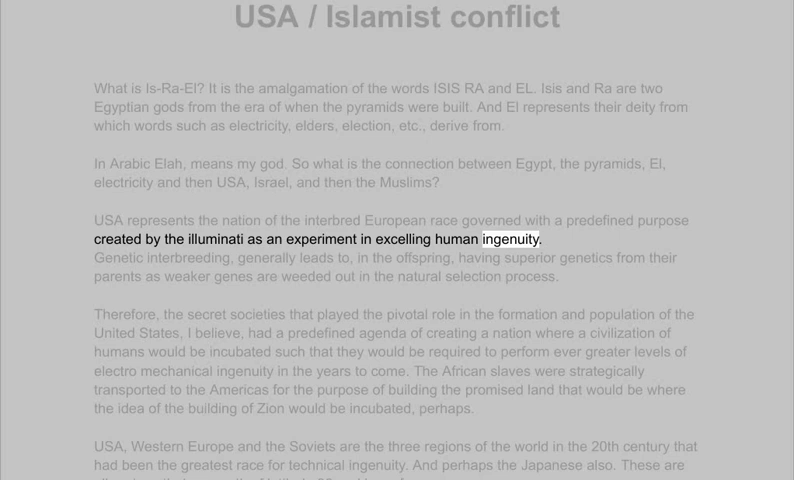 USA / Islamist conflict
What is Is-Ra-El? It is the amalgamation of the words ISIS RA and EL. Isis and Ra are two
Egyptian gods from the era of when the pyramids were built. And El represents their deity from
which words such as electricity, elders, election, etc., derive from.
In Arabic Elah, means my god. So what is the connection between Egypt, the pyramids, El,
electricity and then USA, Israel, and then the Muslims?
USA represents the nation of the interbred European race governed with a predefined purpose
created by the illuminati as an experiment in excelling human ingenuity.
Genetic interbreeding, generally leads to, in the offspring, having superior genetics from their
parents as weaker genes are weeded out in the natural selection process.
Therefore, the secret societies that played the pivotal role in the formation and population of the
United States, I believe, had a predefined agenda of creating a nation where a civilization of
humans would be incubated such that they would be required to perform ever greater levels of
electro mechanical ingenuity in the years to come. The African slaves were strategically
transported to the Americas for the purpose of building the promised land that would be where
the idea of the building of Zion would be incubated, perhaps.
USA, Western Europe and the Soviets are the three regions of the world in the 20th century that
had been the greatest race for technical ingenuity. And perhaps the Japanese also. These are